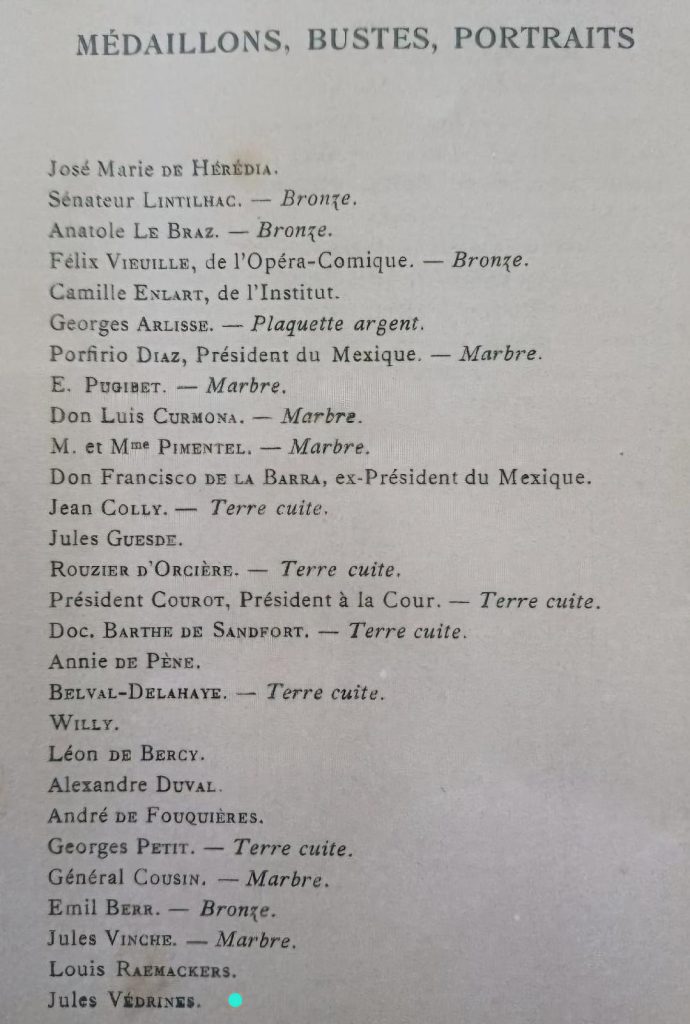 MÉDAILLONS, BUSTES, PORTRAITS
José Marie DE HÉRÉDIA.
Sénateur LINTILHAC. — Bronze.
Anatole LE BRAZ. — Bronze.
Félix VIEUILLE, de l'Opéra-Comique. — Bronze.
Camille ENLART, de l'Institut.
Georges ARLISSE. — Plaquette argent.
Porfirio DIAZ, Président du Mexique. — Marbre.
E. PUGIBET. — Marbre.
Don Luis CURMONA. — Marbre.
M. et Mme PIMENTEL. — Marbre.
Don Francisco DE LA BARRA, ex-Président du Mexique.
Jean COLLY. — Terre cuite.
Jules GUESDE.
ROUZIER D'ORCIÈRE. — Terre cuite.
Président COUROT, Président à la Cour. — Terre cuite.
Doc. BARTHE DE SANDFORT. — Terre cuite.
Annie DE PÈNE.
BELVAL-DELAHAYE. — Terre cuite.
WILLY.
Léon DE BERCY.
Alexandre DUVAL.
André DE FOUQUIÈRES.
Georges PETIT. — Terre cuite.
Général COUSIN. — Marbre.
Emil BERR. — Bronze.
Jules VINCHE. — Marbre.
Louis RAEMACKERS.
Jules VÉDRINES.